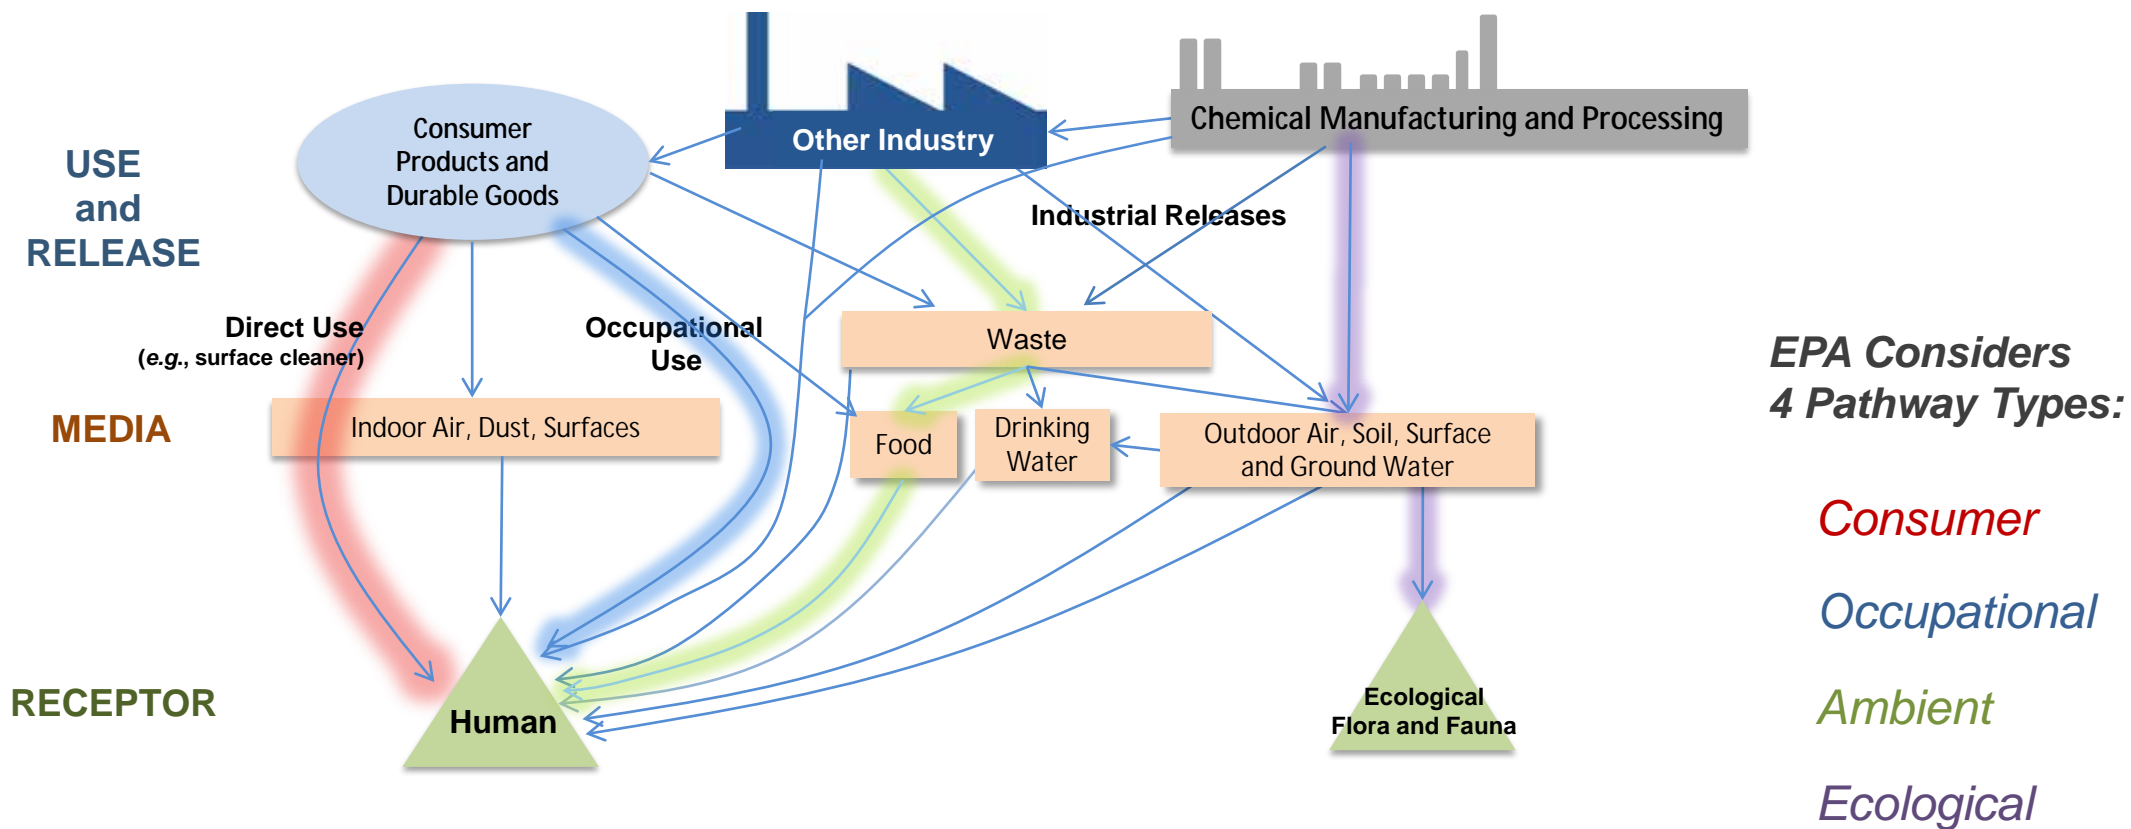 Chemical Manufacturing and Processing
Other Industry
Consumer
Products and
Durable Goods
USE
and
RELEASE
Industrial Releases
Direct Use
(e.g., surface cleaner)
Occupational
Use
Waste
EPA Considers
4 Pathway Types:
MEDIA
Indoor Air, Dust, Surfaces
Food
Drinking
Water
Outdoor Air, Soil, Surface
and Ground Water
Consumer
Occupational
RECEPTOR
Human
Ecological
Flora and Fauna
Ambient
Ecological